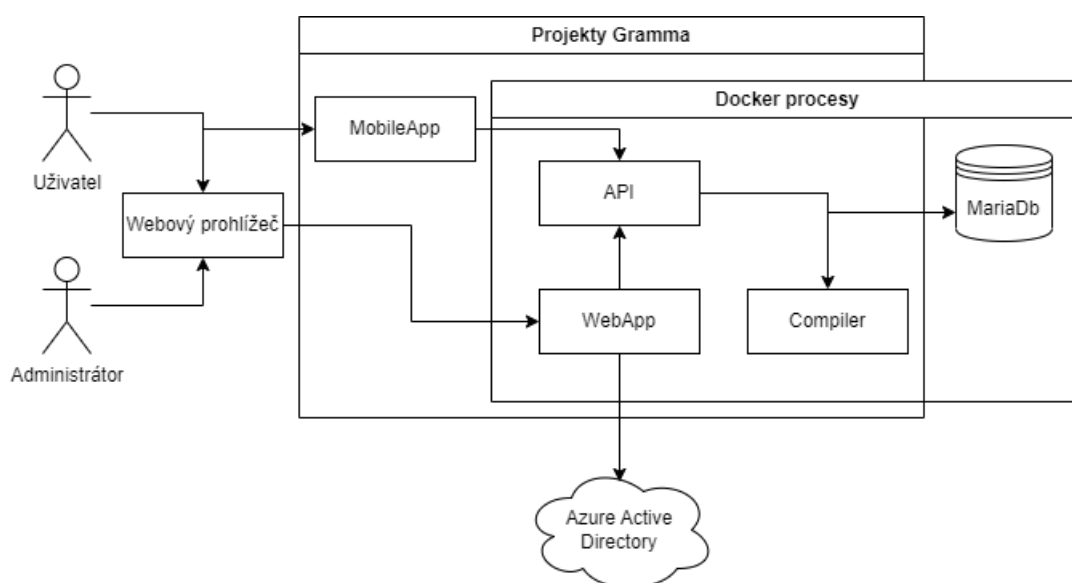 Projekty Gramma
Docker procesy
MobileApp
Uživatel
API
MariaDb
Webový prohlížeč
WebApp
Compiler
Administrátor
Azure Active
Directory